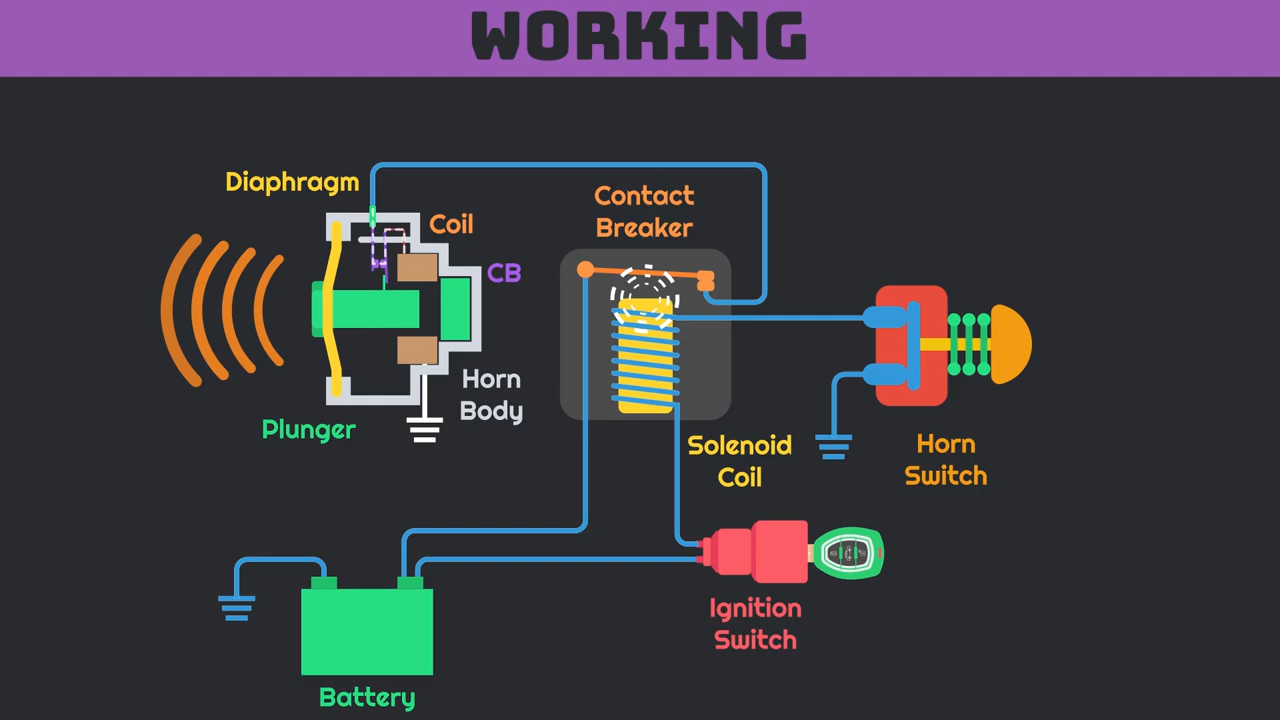 WORKING
Diaphragm
Contact
Breaker
Coil
CB
Horn
Body
Plunger
Solenoid
Coil
Horn
Switch
Ignition
Switch
Battery